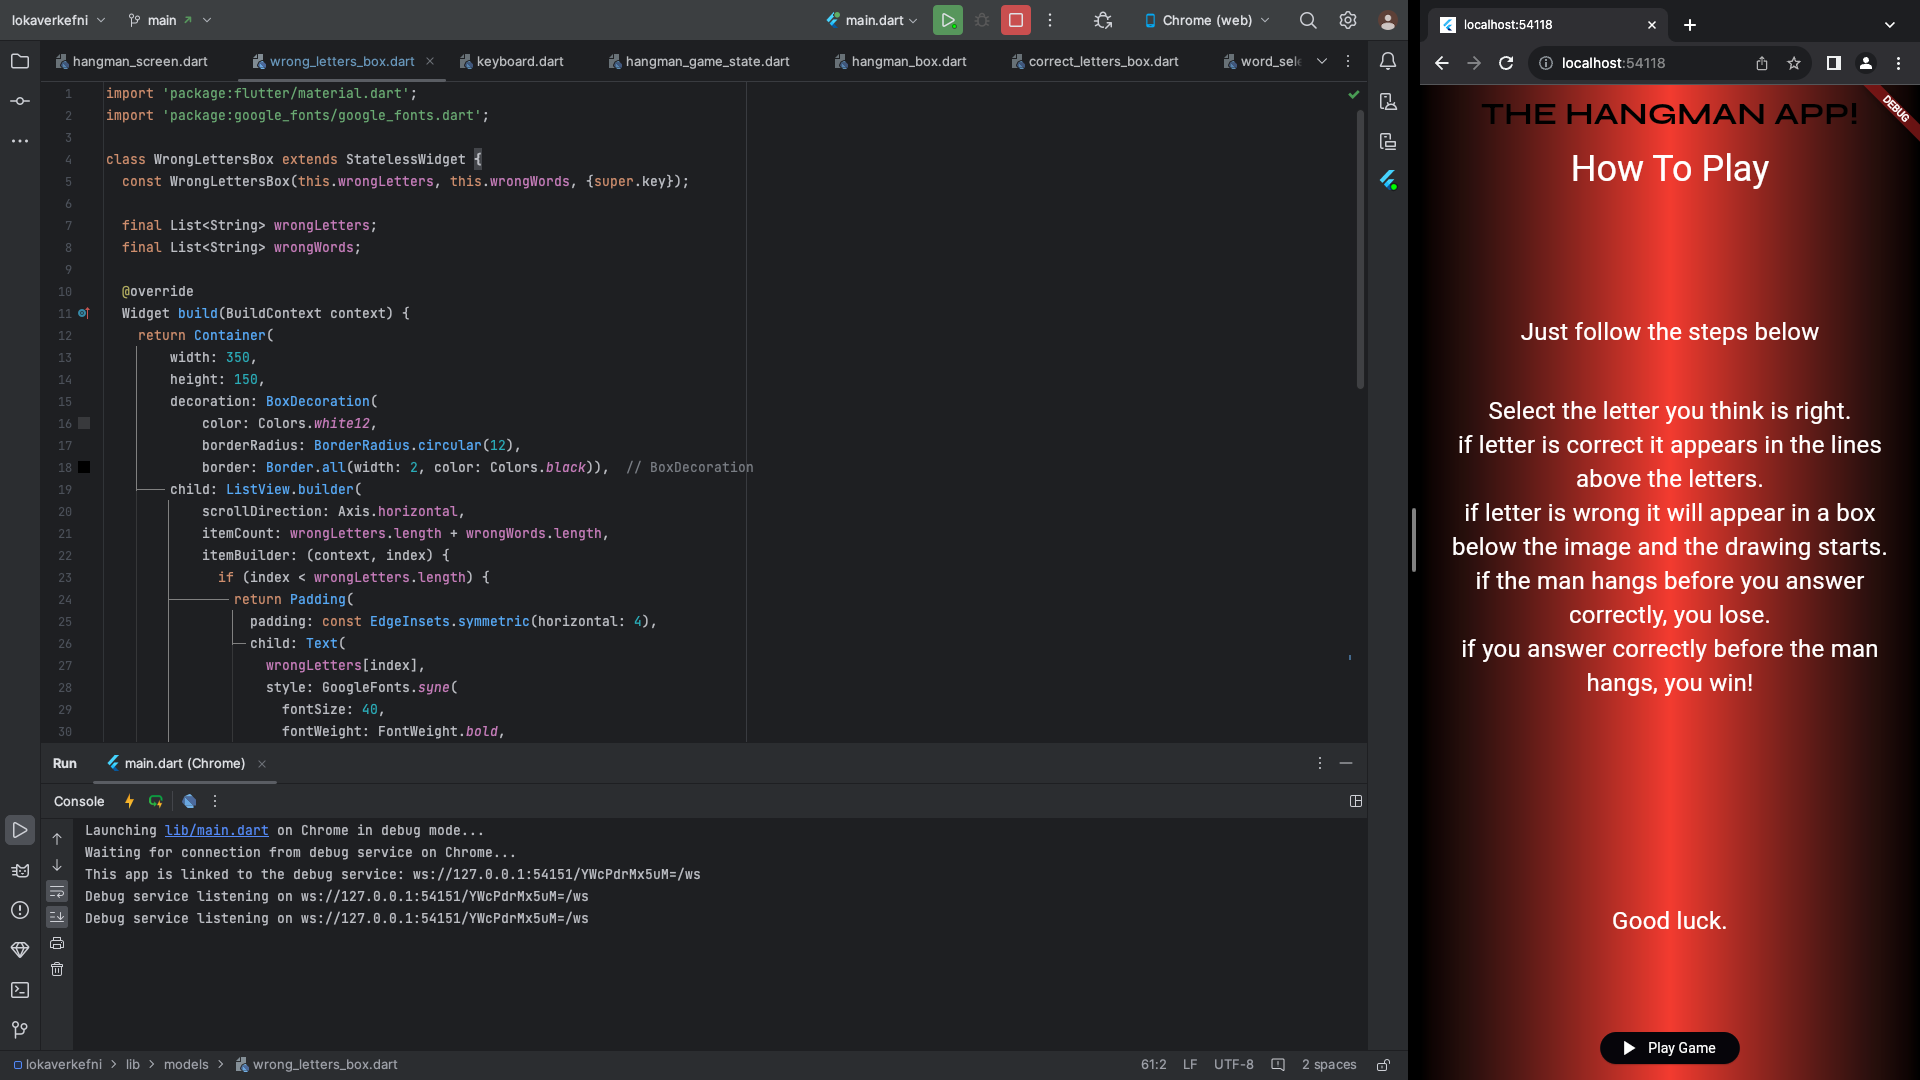 lokaverkefni
main
main.dart
Chrome (web)
hangman_screen.dart
wrong_letters_box.dart
keyboard.dart
hangman_game_state.dart
hangman_box.dart
correct_letters_box.dart
word_sele
1 import 'package:flutter/material.dart';
2 import 'package:google_fonts/google_fonts.dart';
3
4 class WrongLettersBox extends StatelessWidget {
5 const WrongLettersBox(this.wrongLetters, this.wrongWords, {super.key});
6
7 final List<String> wrongLetters;
8 final List<String> wrongWords;
9
10 @override
11 Widget build(BuildContext context) {
12 return Container(
13 width: 350,
14 height: 150,
15 decoration: BoxDecoration(
16 color: Colors.white12,
17 borderRadius: BorderRadius.circular(12),
18 border: Border.all(width: 2, color: Colors.black)), // BoxDecoration
19 child: ListView.builder(
20 scrollDirection: Axis.horizontal,
21 itemCount: wrongLetters.length + wrongWords.length,
22 itemBuilder: (context, index) {
23 if (index < wrongLetters.length) {
24 return Padding(
25 padding: const EdgeInsets.symmetric(horizontal: 4),
26 child: Text(
27 wrongLetters[index],
28 style: GoogleFonts.syne(
29 fontSize: 40,
30 fontWeight: FontWeight.bold,
Run
main.dart (Chrome)
Console
Launching lib/main.dart on Chrome in debug mode...
Waiting for connection from debug service on Chrome...
This app is linked to the debug service: ws://127.0.0.1:54151/YWcPdrMx5uM=/ws
Debug service listening on ws://127.0.0.1:54151/YWcPdrMx5uM=/ws
Debug service listening on ws://127.0.0.1:54151/YWcPdrMx5uM=/ws
lokaverkefni > lib > models > wrong_letters_box.dart
61:2 LF UTF-8 2 spaces
localhost:54118
localhost:54118
DEBUG
THE HANGMAN APP!
How To Play
Just follow the steps below
Select the letter you think is right.
if letter is correct it appears in the lines
above the letters.
if letter is wrong it will appear in a box
below the image and the drawing starts.
if the man hangs before you answer
correctly, you lose.
if you answer correctly before the man
hangs, you win!
Good luck.
Play Game